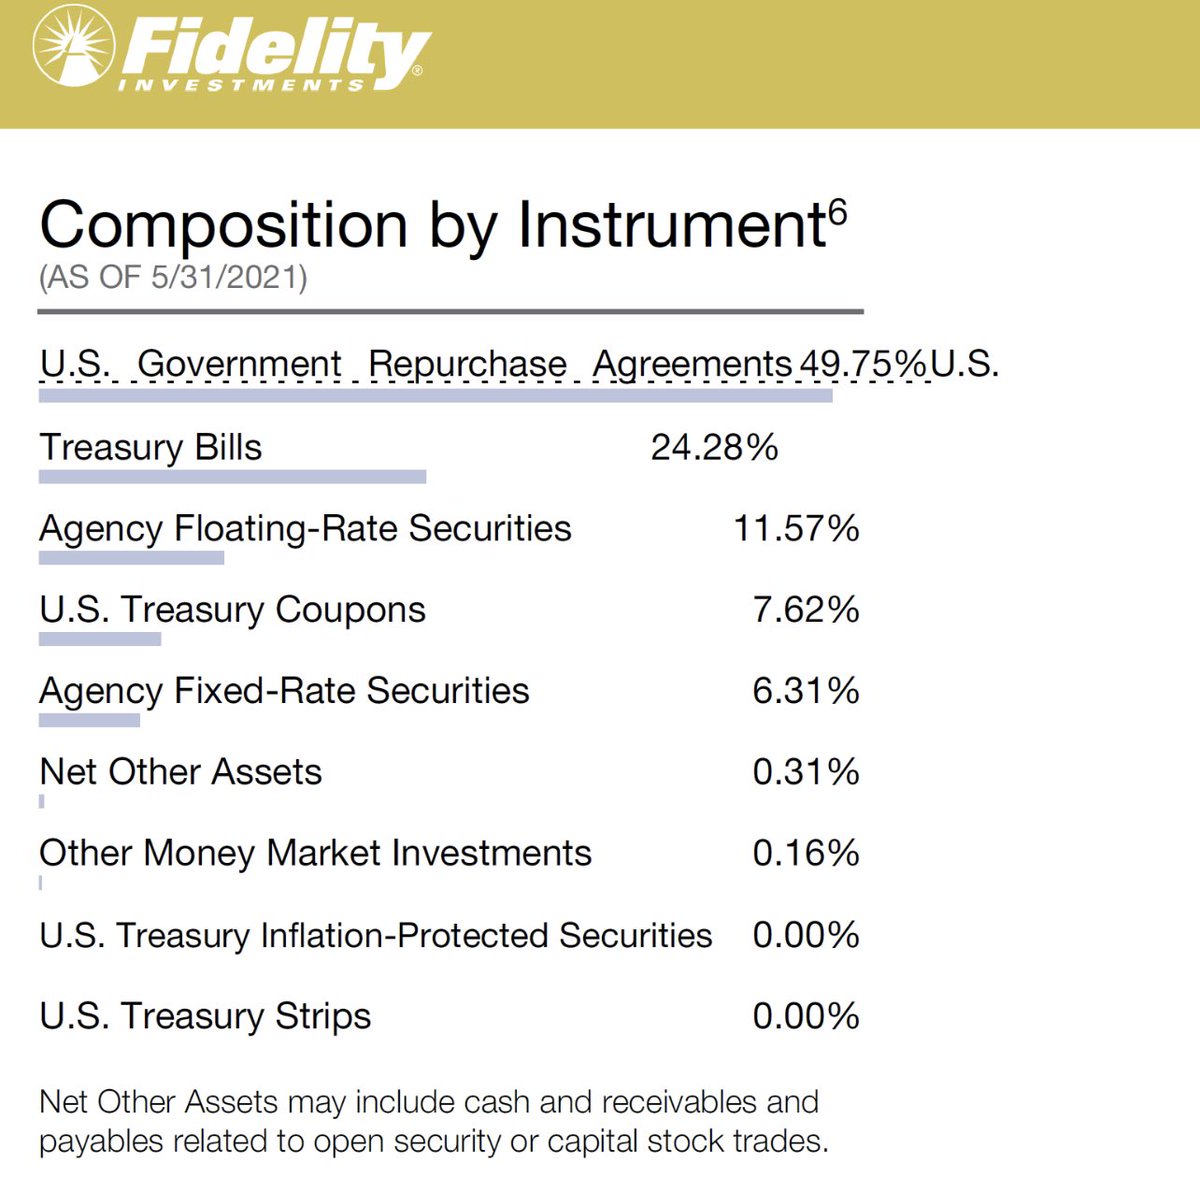 Fidelity®
INVESTMENTS
Composition by Instrument6
(AS OF 5/31/2021)
U.S. Government Repurchase Agreements 49.75%U.S.
Treasury Bills 24.28%
Agency Floating-Rate Securities 11.57%
U.S. Treasury Coupons 7.62%
Agency Fixed-Rate Securities 6.31%
Net Other Assets 0.31%
Other Money Market Investments 0.16%
U.S. Treasury Inflation-Protected Securities 0.00%
U.S. Treasury Strips 0.00%
Net Other Assets may include cash and receivables and
payables related to open security or capital stock trades.